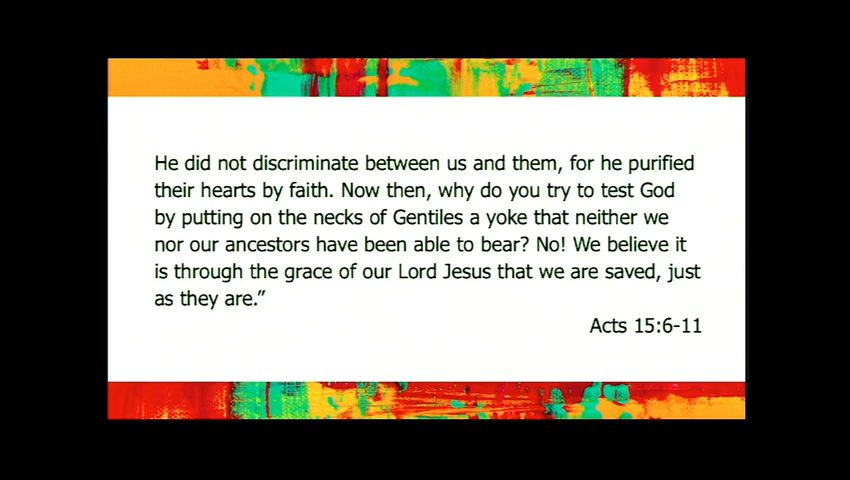 He did not discriminate between us and them, for he purified
their hearts by faith. Now then, why do you try to test God
by putting on the necks of Gentiles a yoke that neither we
nor our ancestors have been able to bear? No! We believe it
is through the grace of our Lord Jesus that we are saved, just
as they are.”
Acts 15:6-11